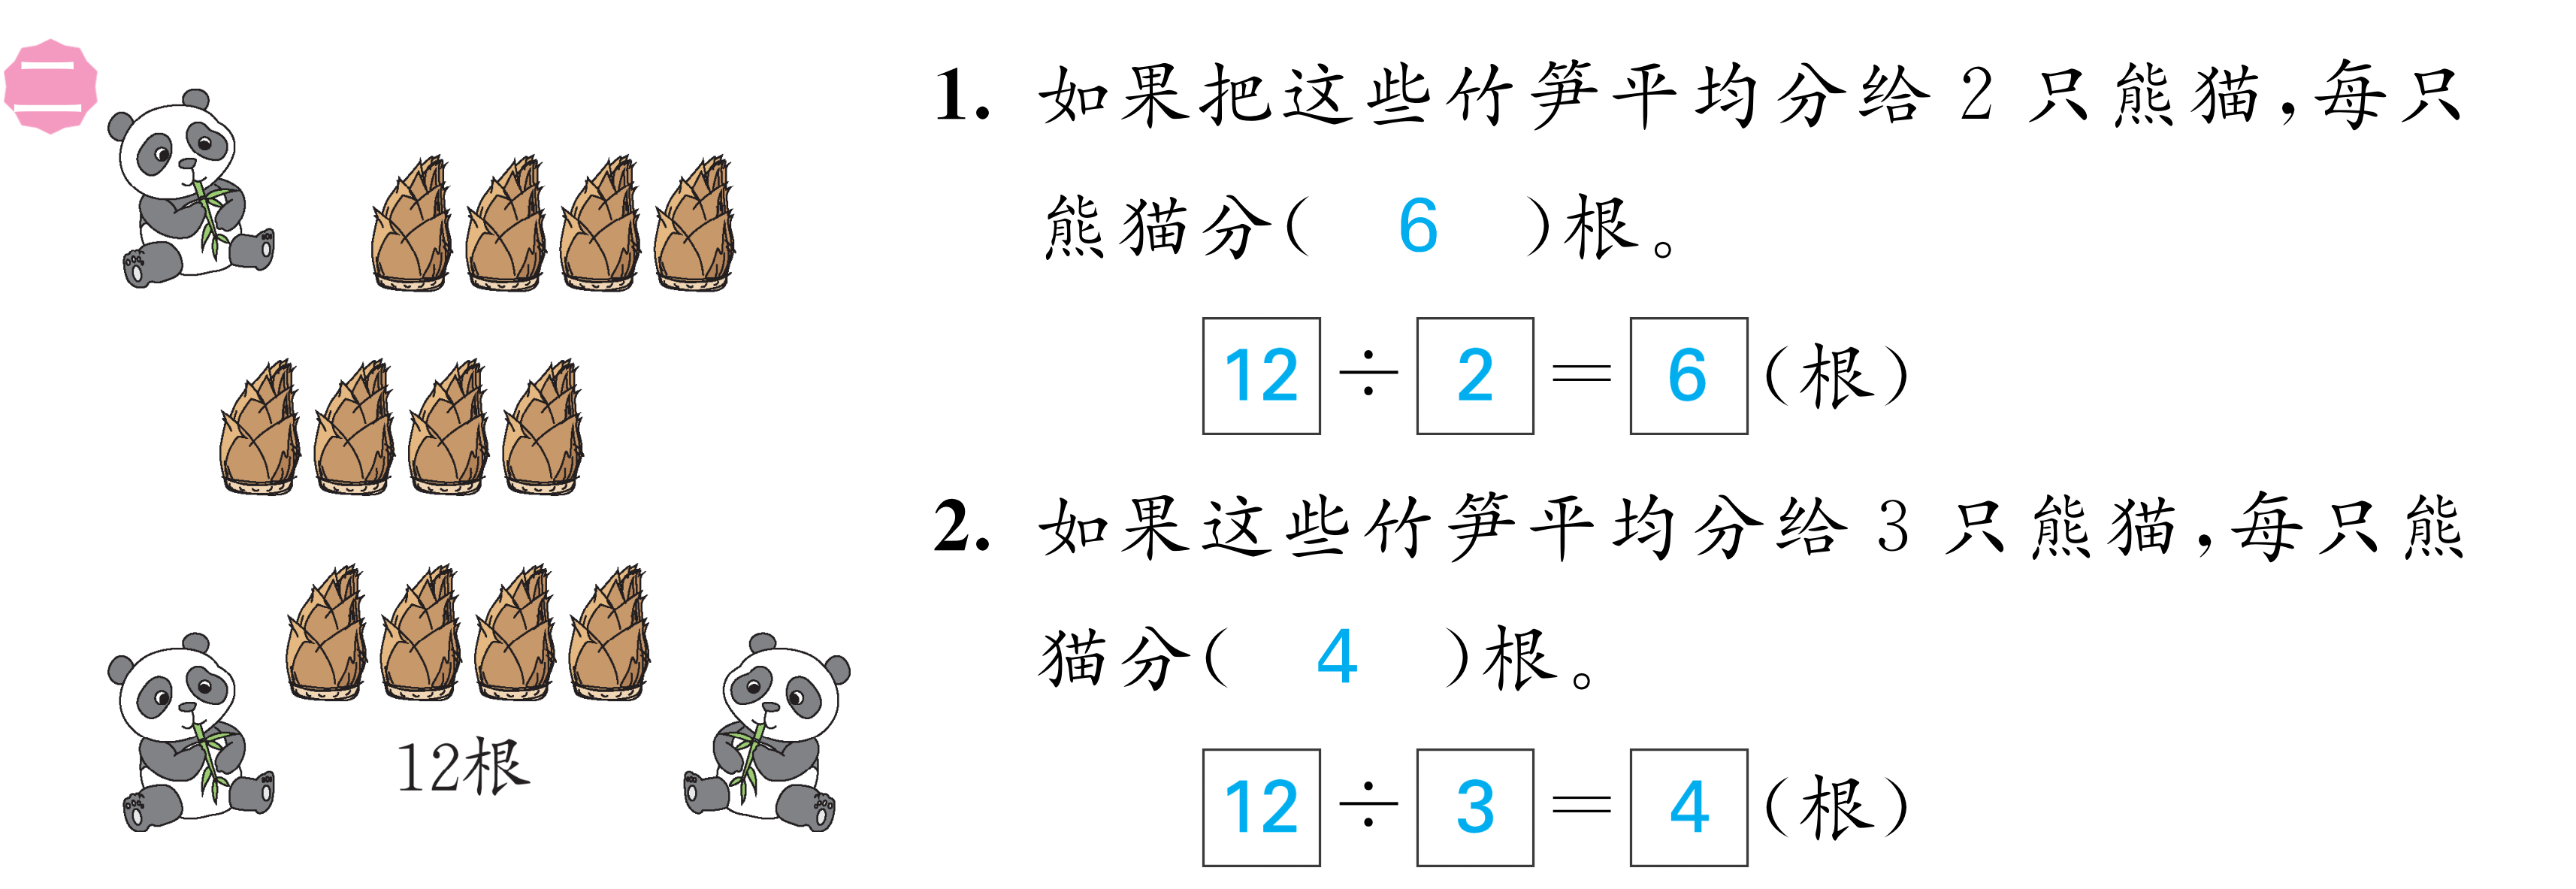 二
1. 如果把这些竹笋平均分给 2 只熊猫,每只
熊猫分( 6 )根。
12 ÷ 2 = 6 (根)
2. 如果这些竹笋平均分给 3 只熊猫,每只熊
猫分( 4 )根。
12 ÷ 3 = 4 (根)
12根